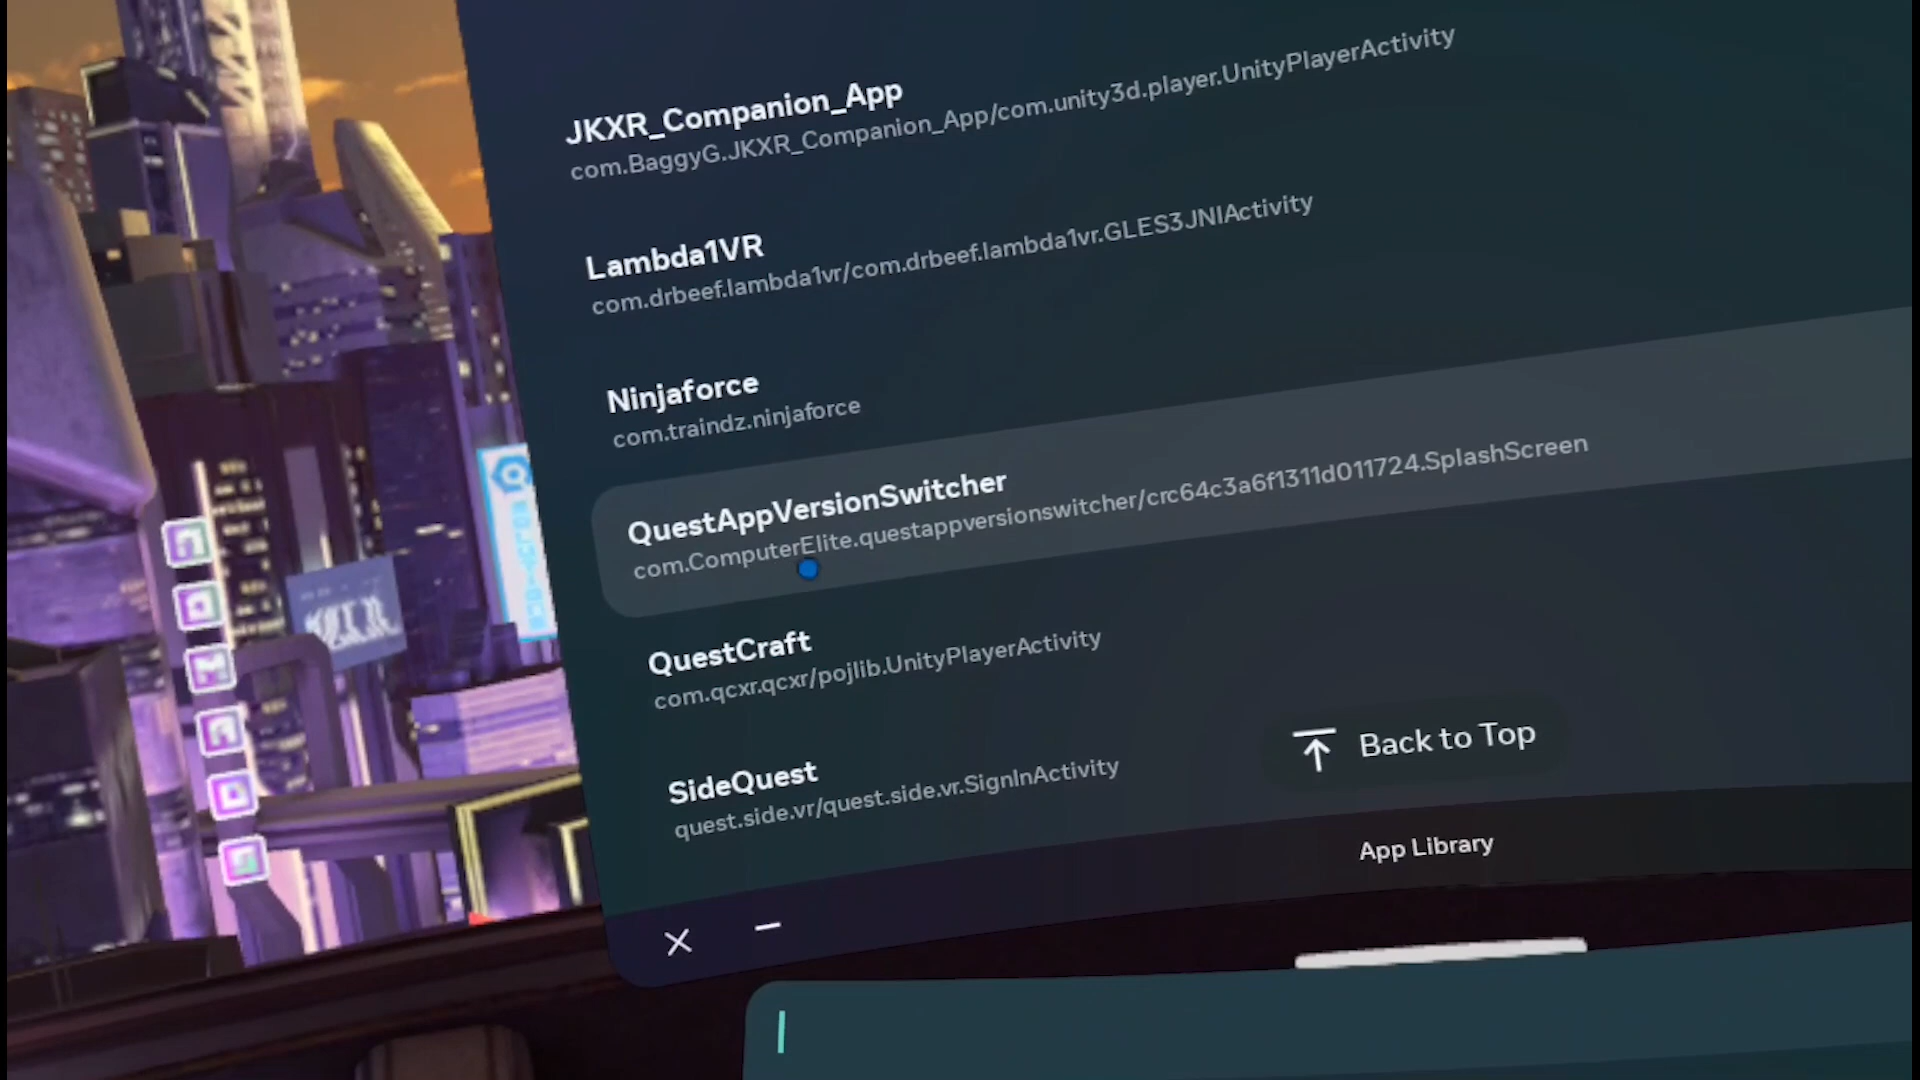 JKXR_Companion_App
com.BaggyG.JKXR_Companion_App/com.unity3d.player.UnityPlayerActivity
Lambda1VR
com.drbeef.lambda1vr/com.drbeef.lambda1vr.GLES3JNIActivity
Ninjaforce
com.traindz.ninjaforce
QuestAppVersionSwitcher
com.ComputerElite.questappversionswitcher/crc64c3a6f1311d011724.SplashScreen
QuestCraft
com.qcxr.qcxr/pojlib.UnityPlayerActivity
SideQuest
quest.side.vr/quest.side.vr.SignInActivity
Back to Top
App Library